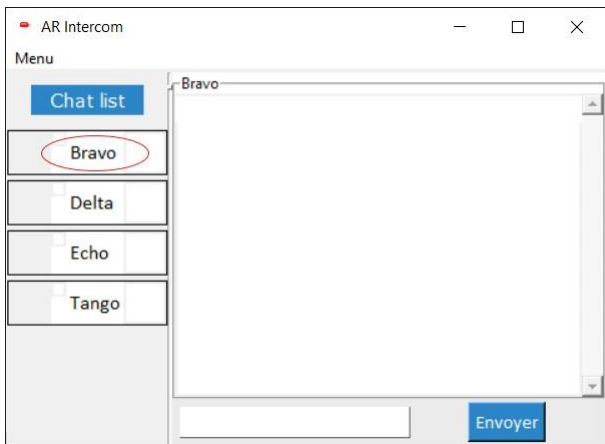 AR Intercom
Menu
Chat list
Bravo
Delta
Echo
Tango
Bravo
Envoyer